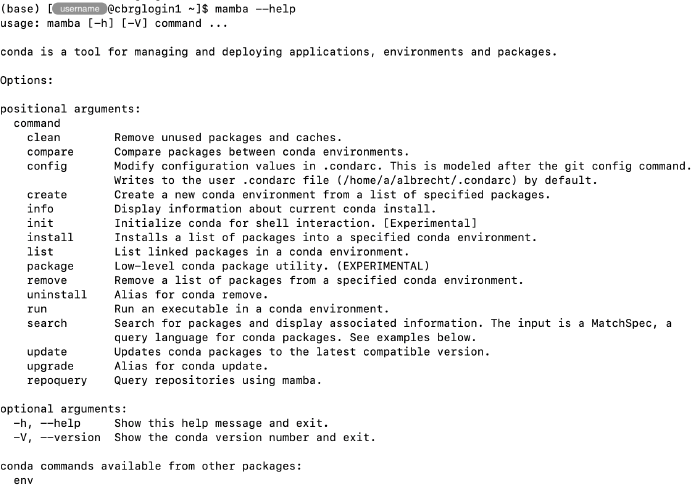 (base) [username@cbrglogin1 ~]$ mamba --help
usage: mamba [-h] [-V] command ...
conda is a tool for managing and deploying applications, environments and packages.
Options:
positional arguments:
command
clean Remove unused packages and caches.
compare Compare packages between conda environments.
config Modify configuration values in .condarc. This is modeled after the git config command.
Writes to the user .condarc file (/home/a/albrecht/.condarc) by default.
create Create a new conda environment from a list of specified packages.
info Display information about current conda install.
init Initialize conda for shell interaction. [Experimental]
install Installs a list of packages into a specified conda environment.
list List linked packages in a conda environment.
package Low-level conda package utility. (EXPERIMENTAL)
remove Remove a list of packages from a specified conda environment.
uninstall Alias for conda remove.
run Run an executable in a conda environment.
search Search for packages and display associated information. The input is a MatchSpec, a
query language for conda packages. See examples below.
update Updates conda packages to the latest compatible version.
upgrade Alias for conda update.
repoquery Query repositories using mamba.
optional arguments:
-h, --help Show this help message and exit.
-V, --version Show the conda version number and exit.
conda commands available from other packages:
env